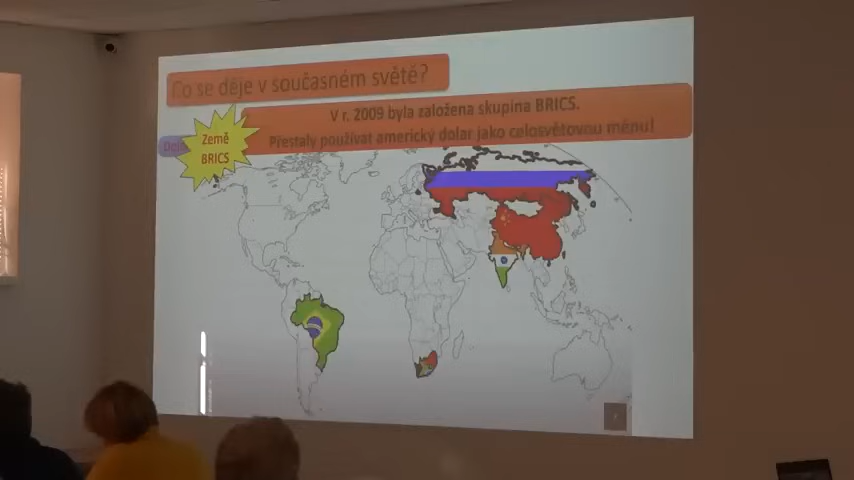 Co se děje v současném světě?
V r. 2009 byla založena skupina BRICS.
Přestaly používat americký dolar jako celosvětovou měnu!
Země
BRICS